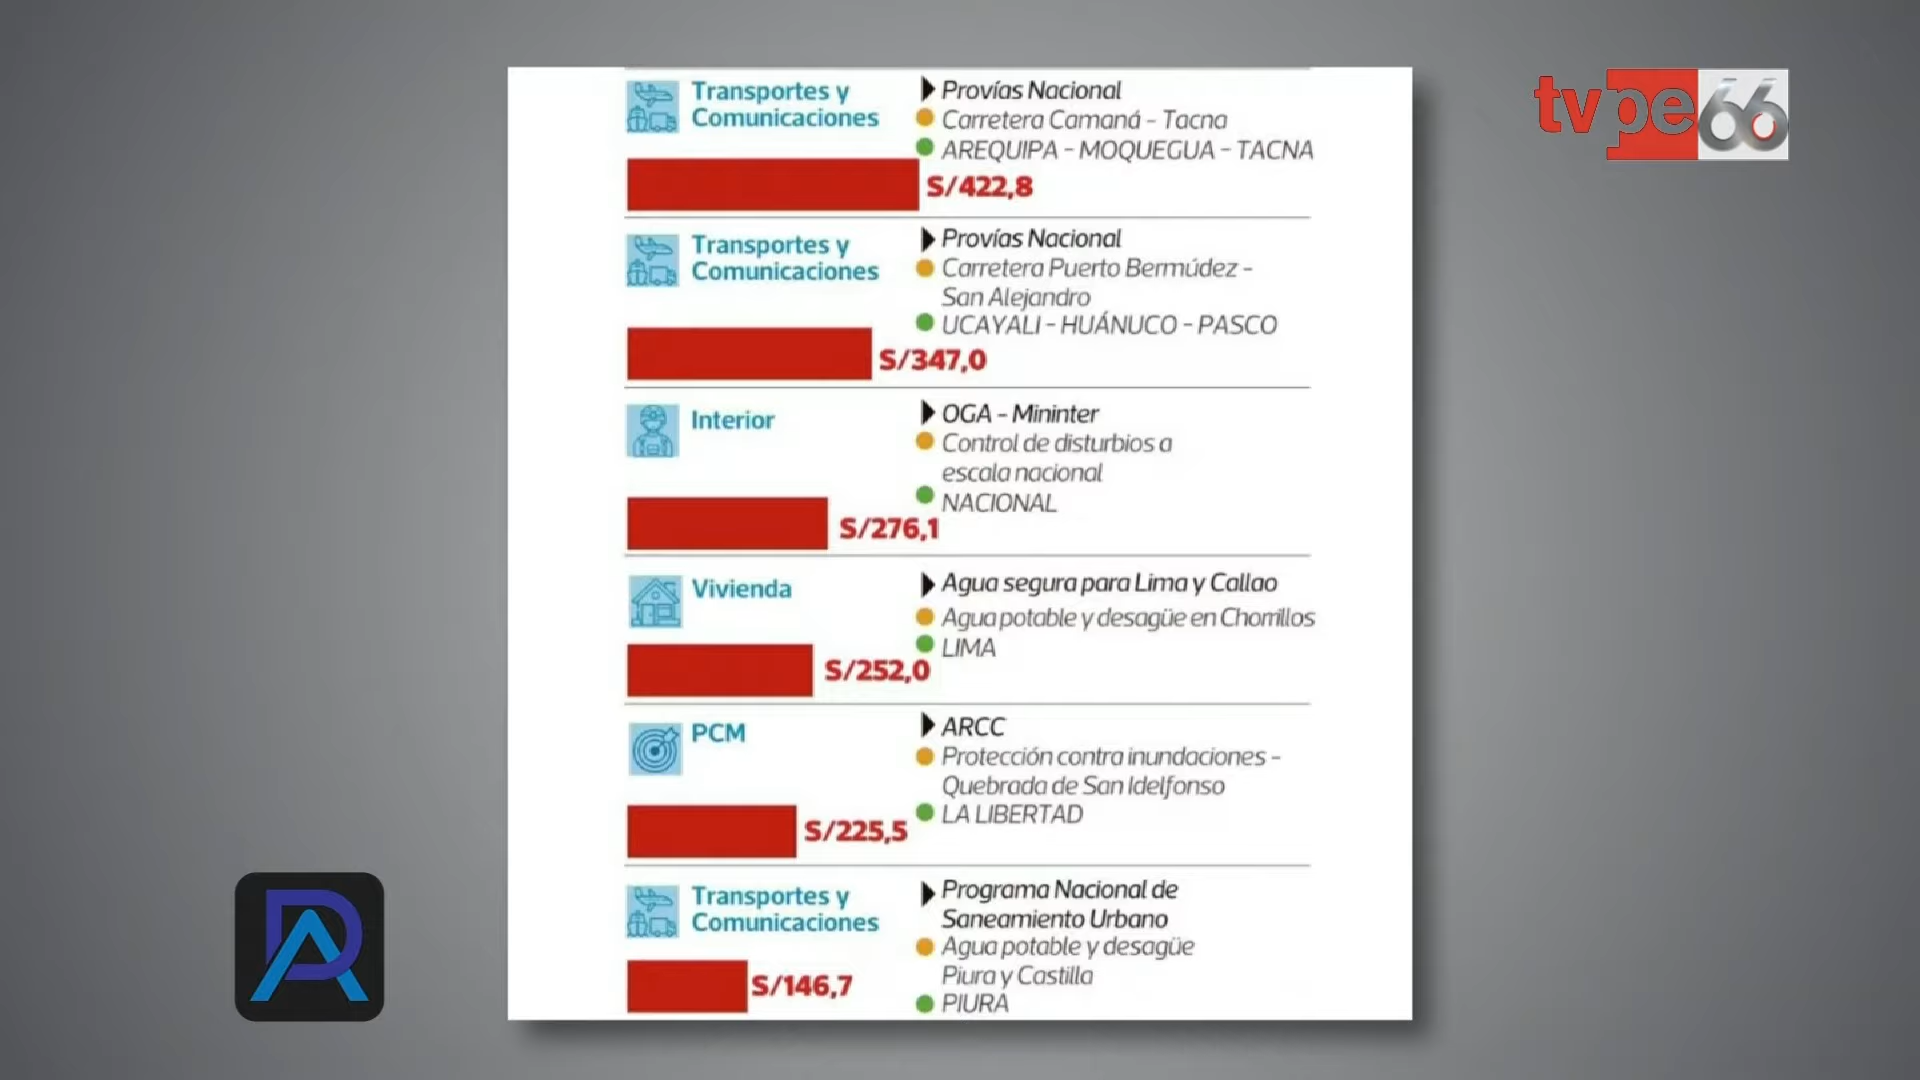 tvpe66
Transportes y
Comunicaciones
Provías Nacional
Carretera Camaná - Tacna
AREQUIPA - MOQUEGUA - TACNA
S/422,8
Transportes y
Comunicaciones
Provías Nacional
Carretera Puerto Bermúdez -
San Alejandro
UCAYALI - HUÁNUCO - PASCO
S/347,0
Interior
OGA - Mininter
Control de disturbios a
escala nacional
NACIONAL
S/276,1
Vivienda
Agua segura para Lima y Callao
Agua potable y desagüe en Chorrillos
LIMA
S/252,0
PCM
ARCC
Protección contra inundaciones -
Quebrada de San Idelfonso
LA LIBERTAD
S/225,5
Transportes y
Comunicaciones
Programa Nacional de
Saneamiento Urbano
Agua potable y desagüe
Piura y Castilla
PIURA
S/146,7
PA